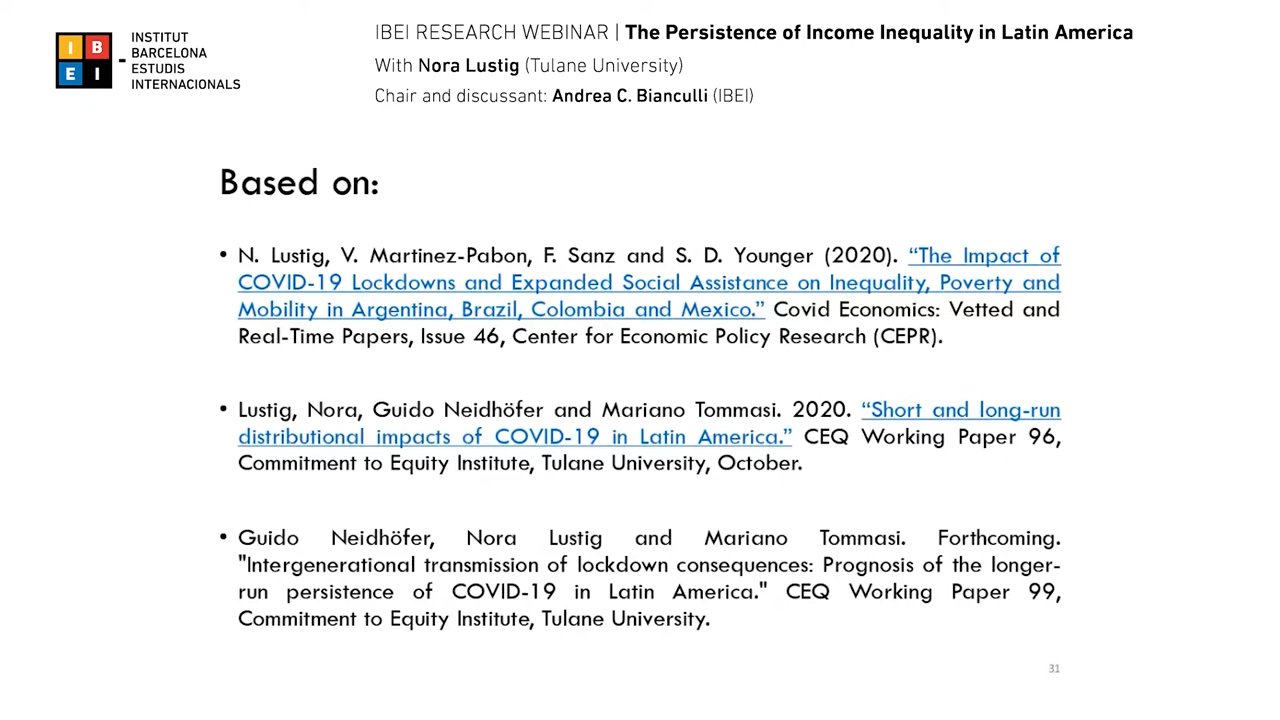 I B
E I
INSTITUT
BARCELONA
ESTUDIS
INTERNACIONALS
IBEI RESEARCH WEBINAR | The Persistence of Income Inequality in Latin America
With Nora Lustig (Tulane University)
Chair and discussant: Andrea C. Bianculli (IBEI)
Based on:
• N. Lustig, V. Martinez-Pabon, F. Sanz and S. D. Younger (2020). “The Impact of
COVID-19 Lockdowns and Expanded Social Assistance on Inequality, Poverty and
Mobility in Argentina, Brazil, Colombia and Mexico.” Covid Economics: Vetted and
Real-Time Papers, Issue 46, Center for Economic Policy Research (CEPR).
• Lustig, Nora, Guido Neidhöfer and Mariano Tommasi. 2020. “Short and long-run
distributional impacts of COVID-19 in Latin America.” CEQ Working Paper 96,
Commitment to Equity Institute, Tulane University, October.
• Guido Neidhöfer, Nora Lustig and Mariano Tommasi. Forthcoming.
"Intergenerational transmission of lockdown consequences: Prognosis of the longer-
run persistence of COVID-19 in Latin America." CEQ Working Paper 99,
Commitment to Equity Institute, Tulane University.
31